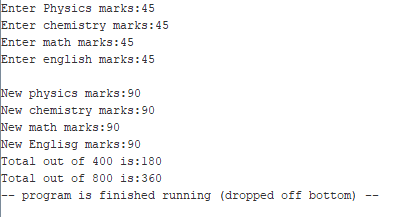 Enter Physics marks:45
Enter chemistry marks:45
Enter math marks:45
Enter english marks:45
New physics marks:90
New chemistry marks:90
New math marks:90
New Englisg marks:90
Total out of 400 is:180
Total out of 800 is:360
-- program is finished running (dropped off bottom) --